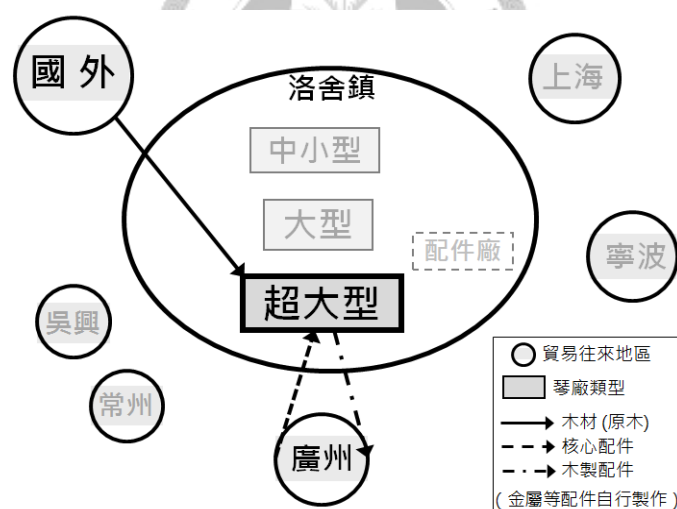 國外
上海
洛舍鎮
中小型
大型
配件廠
寧波
超大型
吳興
常州
廣州
貿易往來地區
琴廠類型
木材(原木)
核心配件
木製配件
(金屬等配件自行製作)